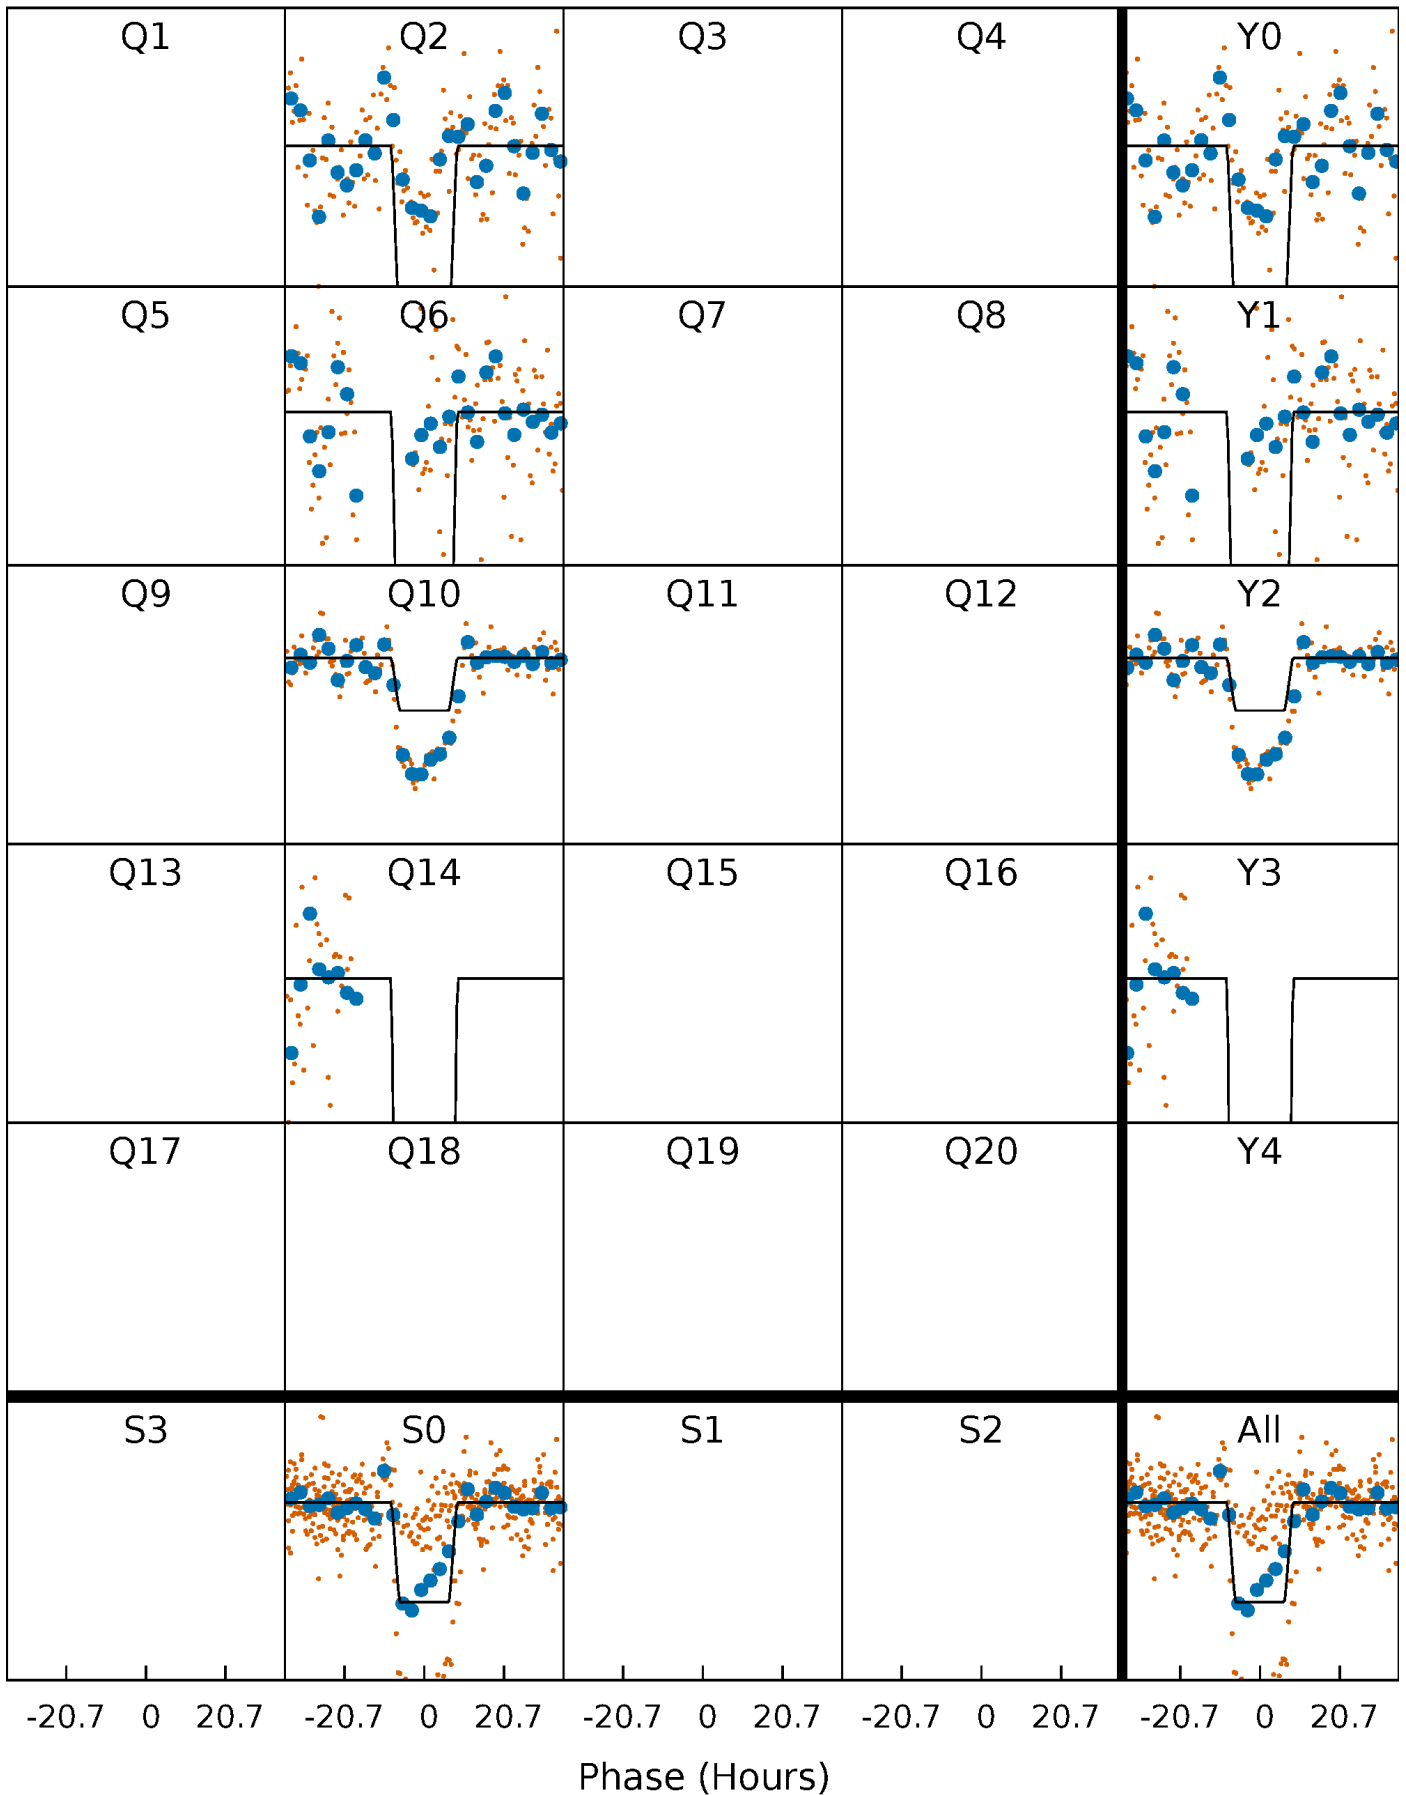 Q1 Q2 Q3 Q4 Y0
Q5 Q6 Q7 Q8 Y1
Q9 Q10 Q11 Q12 Y2
Q13 Q14 Q15 Q16 Y3
Q17 Q18 Q19 Q20 Y4
S3 S0 S1 S2 All
-20.7 0 20.7 -20.7 0 20.7 -20.7 0 20.7 -20.7 0 20.7 -20.7 0 20.7
Phase (Hours)